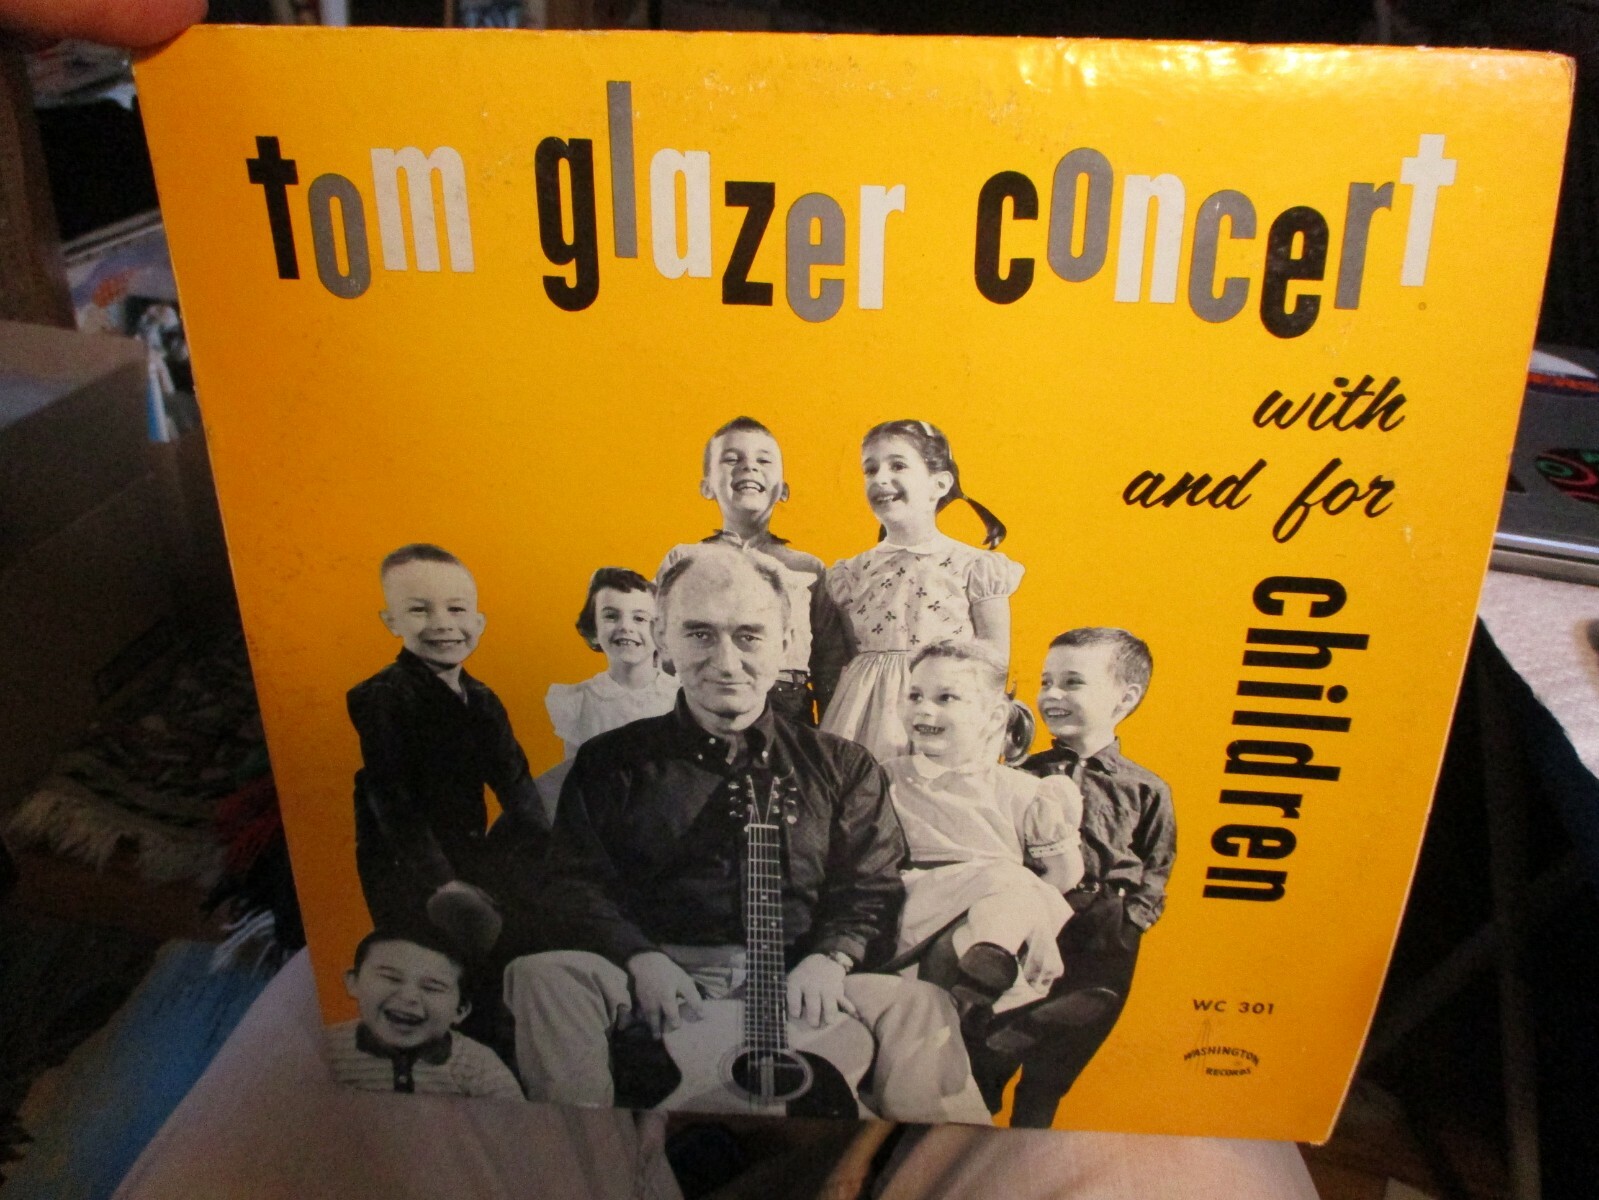 tom glazer concert
with
and for
children
WC 301
WASHINGTON
RECORDS